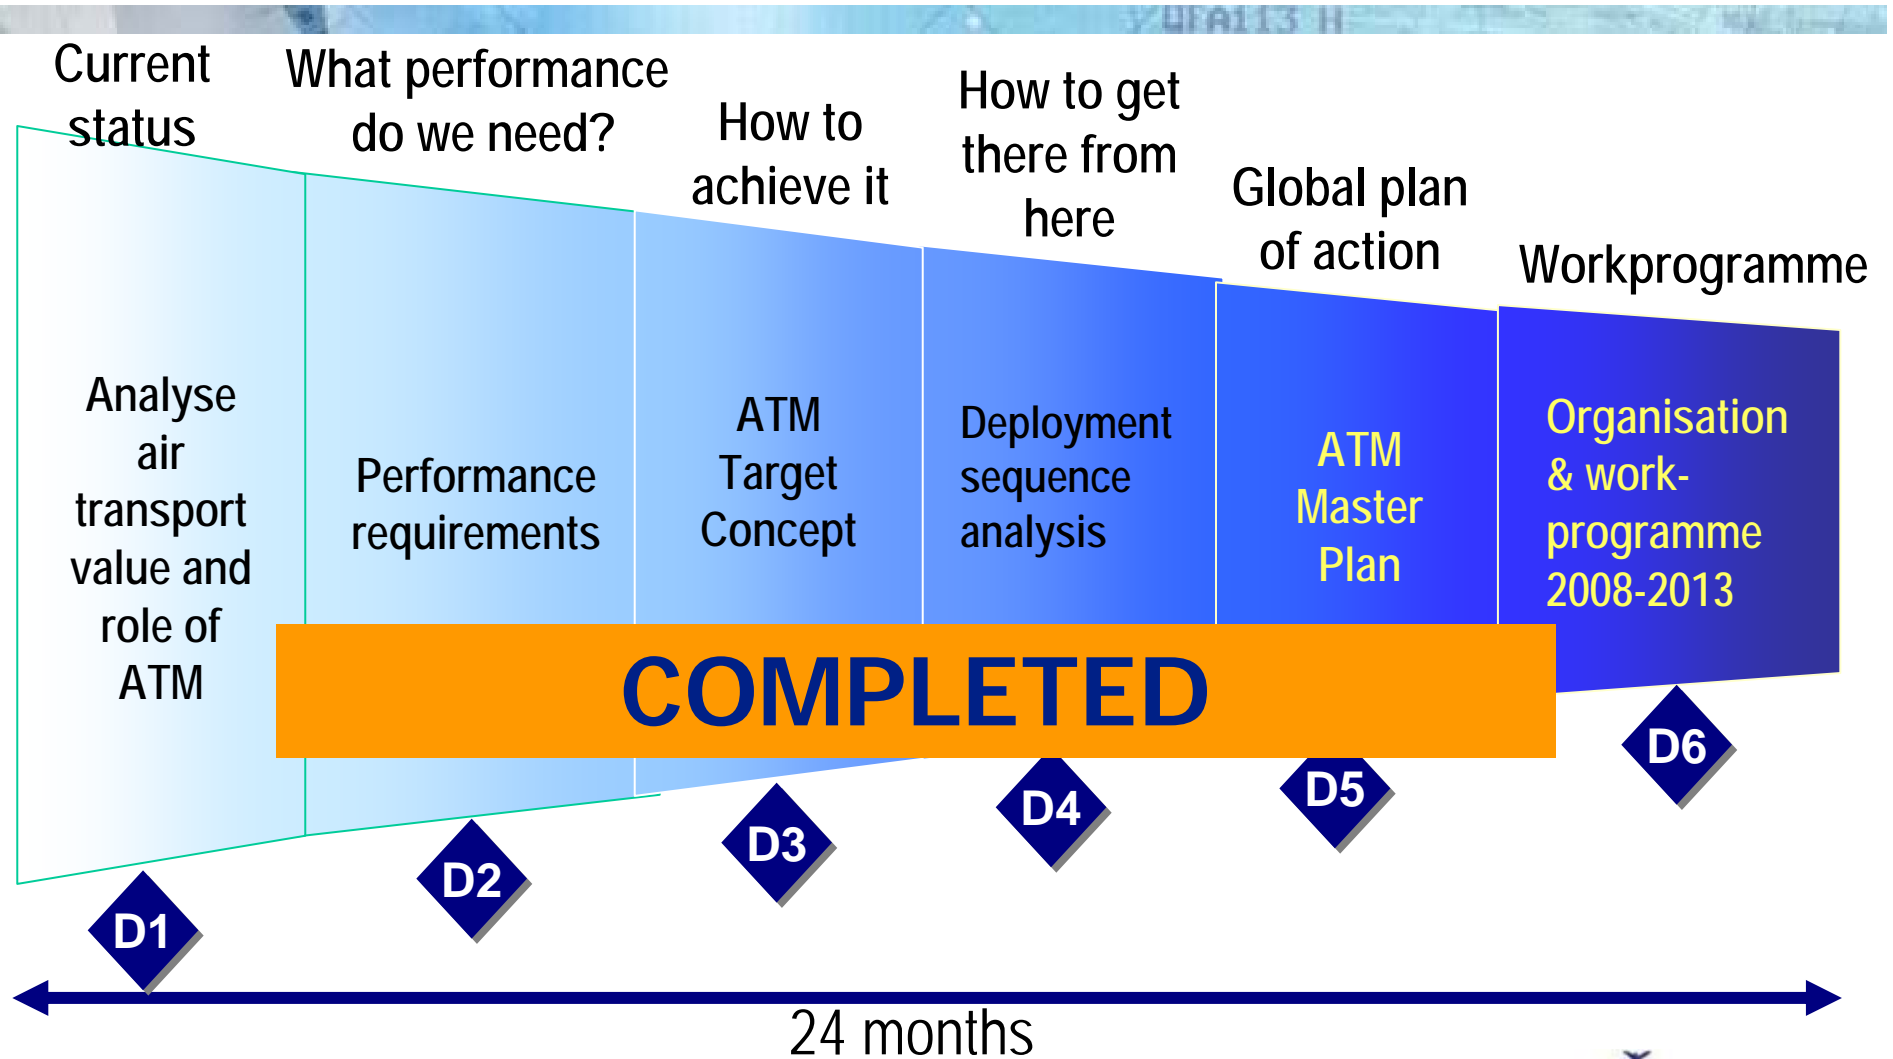 QFA113 H
Current
status
What performance
do we need?
How to
achieve it
How to get
there from
here
Global plan
of action
Workprogramme
Analyse
air
transport
value and
role of
ATM
Performance
requirements
ATM
Target
Concept
Deployment
sequence
analysis
ATM
Master
Plan
Organisation
& work-
programme
2008-2013
COMPLETED
D1
D2
D3
D4
D5
D6
24 months